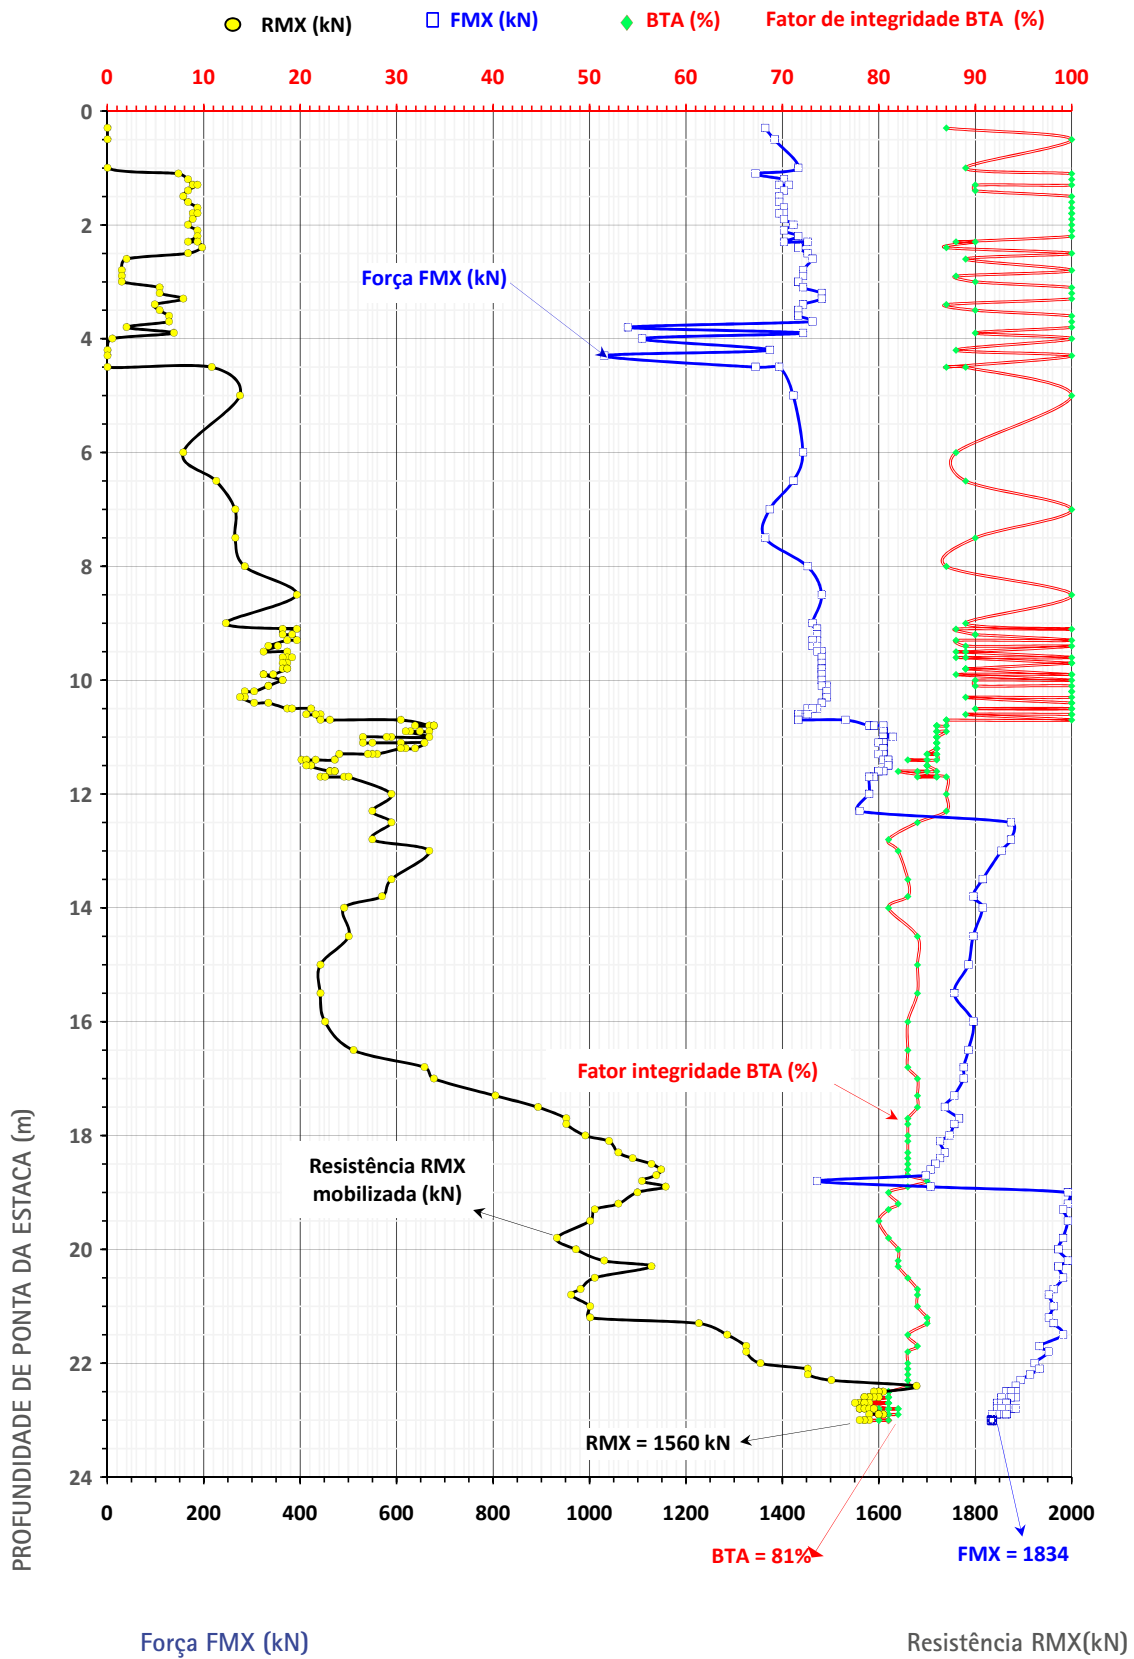 RMX (kN) FMX (kN) BTA (%) Fator de integridade BTA (%)
0 10 20 30 40 50 60 70 80 90 100
0
2
4
6
8
10
12
14
16
18
20
22
24
Força FMX (kN)
Fator integridade BTA (%)
Resistência RMX
mobilizada (kN)
RMX = 1560 kN
0 200 400 600 800 1000 1200 1400 1600 1800 2000
BTA = 81% FMX = 1834
PROFUNDIDADE DE PONTA DA ESTACA (m)
Força FMX (kN) Resistência RMX(kN)